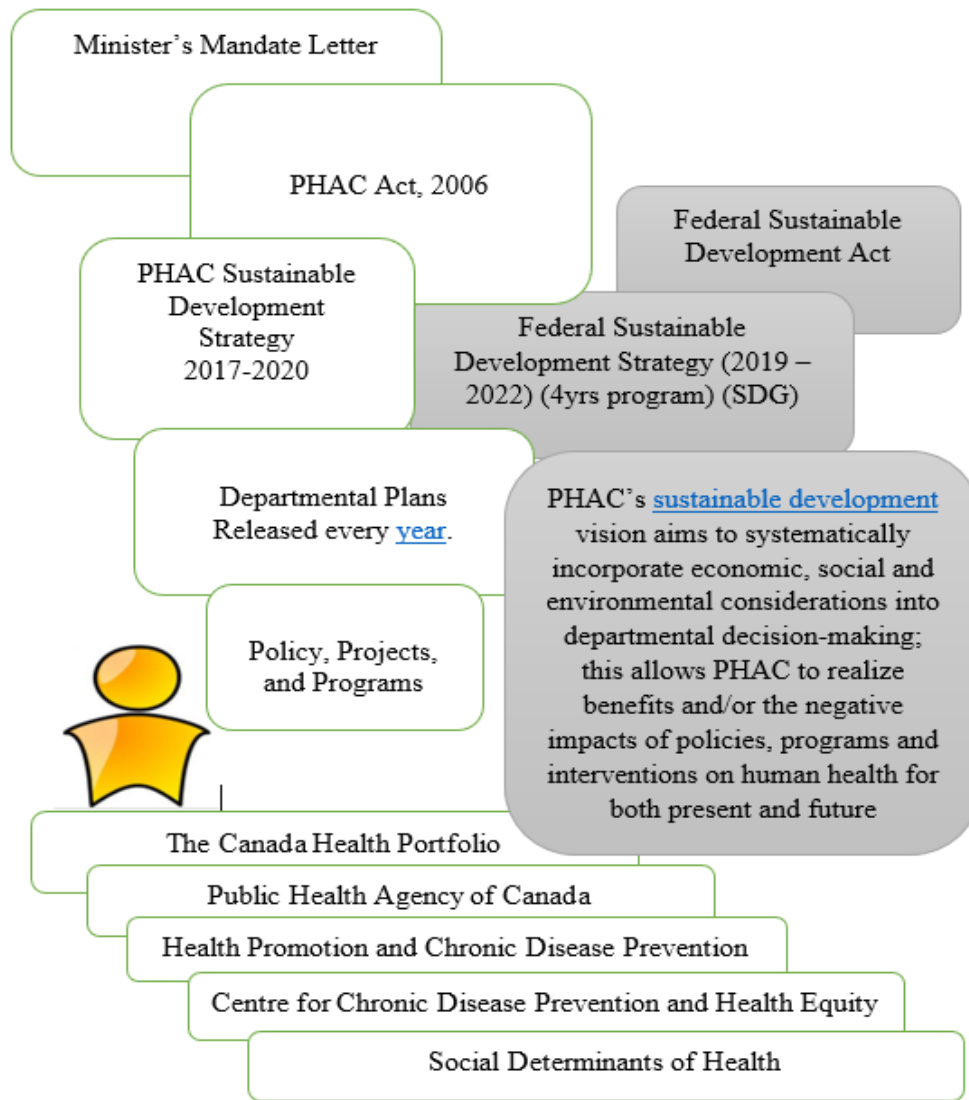 Minister’s Mandate Letter
PHAC Act, 2006
Federal Sustainable
Development Act
PHAC Sustainable
Development
Strategy
2017-2020
Federal Sustainable
Development Strategy (2019 –
2022) (4yrs program) (SDG)
Departmental Plans
Released every year.
PHAC’s sustainable development
vision aims to systematically
incorporate economic, social and
environmental considerations into
departmental decision-making;
this allows PHAC to realize
benefits and/or the negative
impacts of policies, programs and
interventions on human health for
both present and future
Policy, Projects,
and Programs
The Canada Health Portfolio
Public Health Agency of Canada
Health Promotion and Chronic Disease Prevention
Centre for Chronic Disease Prevention and Health Equity
Social Determinants of Health